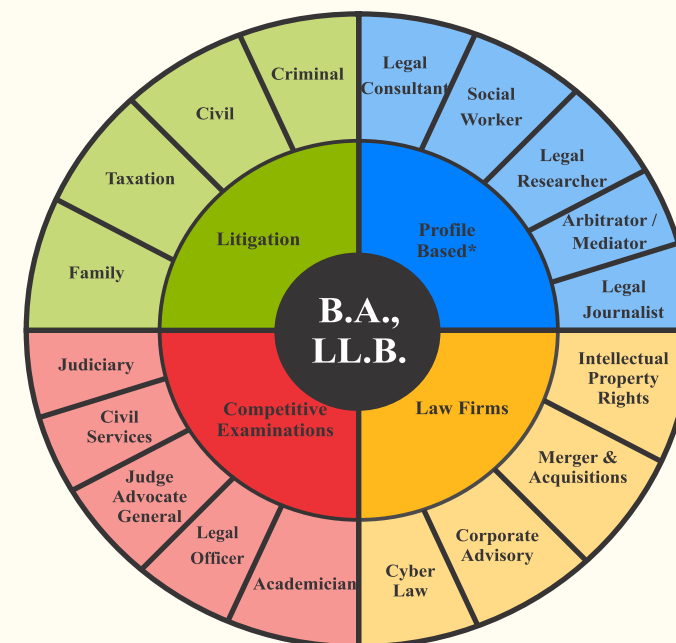 Criminal
Civil
Taxation
Family
Litigation
Legal
Consultant
Social
Worker
Legal
Researcher
Arbitrator /
Mediator
Legal
Journalist
Profile
Based*
B.A.,
LL.B.
Judiciary
Civil
Services
Judge
Advocate
General
Legal
Officer
Academician
Competitive
Examinations
Law Firms
Intellectual
Property
Rights
Merger &
Acquisitions
Corporate
Advisory
Cyber
Law